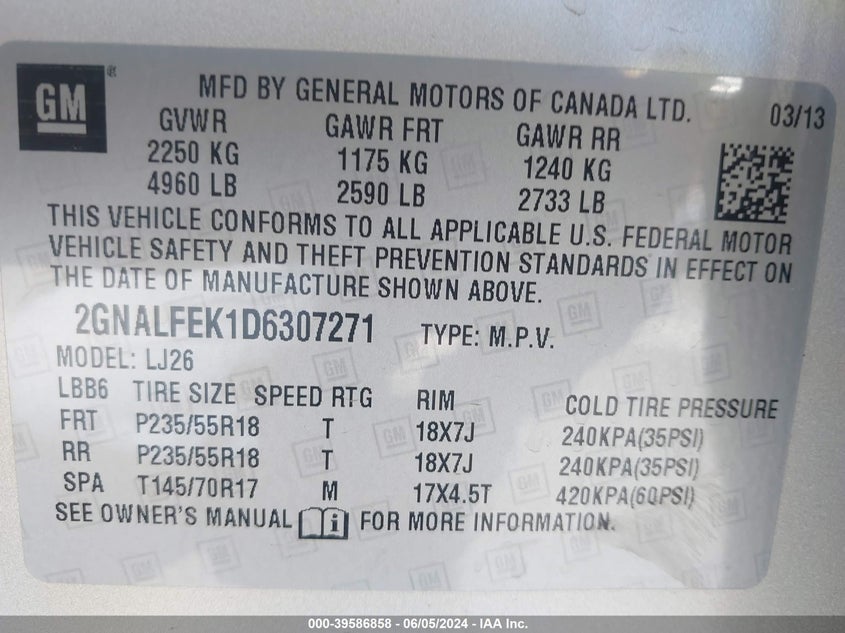 GM ®
MFD BY GENERAL MOTORS OF CANADA LTD. 03/13
GVWR GAWR FRT GAWR RR
2250 KG 1175 KG 1240 KG
4960 LB 2590 LB 2733 LB
THIS VEHICLE CONFORMS TO ALL APPLICABLE U.S. FEDERAL MOTOR
VEHICLE SAFETY AND THEFT PREVENTION STANDARDS IN EFFECT ON
THE DATE OF MANUFACTURE SHOWN ABOVE.
2GNALFEK1D6307271 TYPE: M.P.V.
MODEL: LJ26
LBB6 TIRE SIZE SPEED RTG RIM COLD TIRE PRESSURE
FRT P235/55R18 T 18X7J 240KPA(35PSI)
RR P235/55R18 T 18X7J 240KPA(35PSI)
SPA T145/70R17 M 17X4.5T 420KPA(60PSI)
SEE OWNER'S MANUAL i FOR MORE INFORMATION.
000-39586858 - 06/05/2024 - IAA Inc.